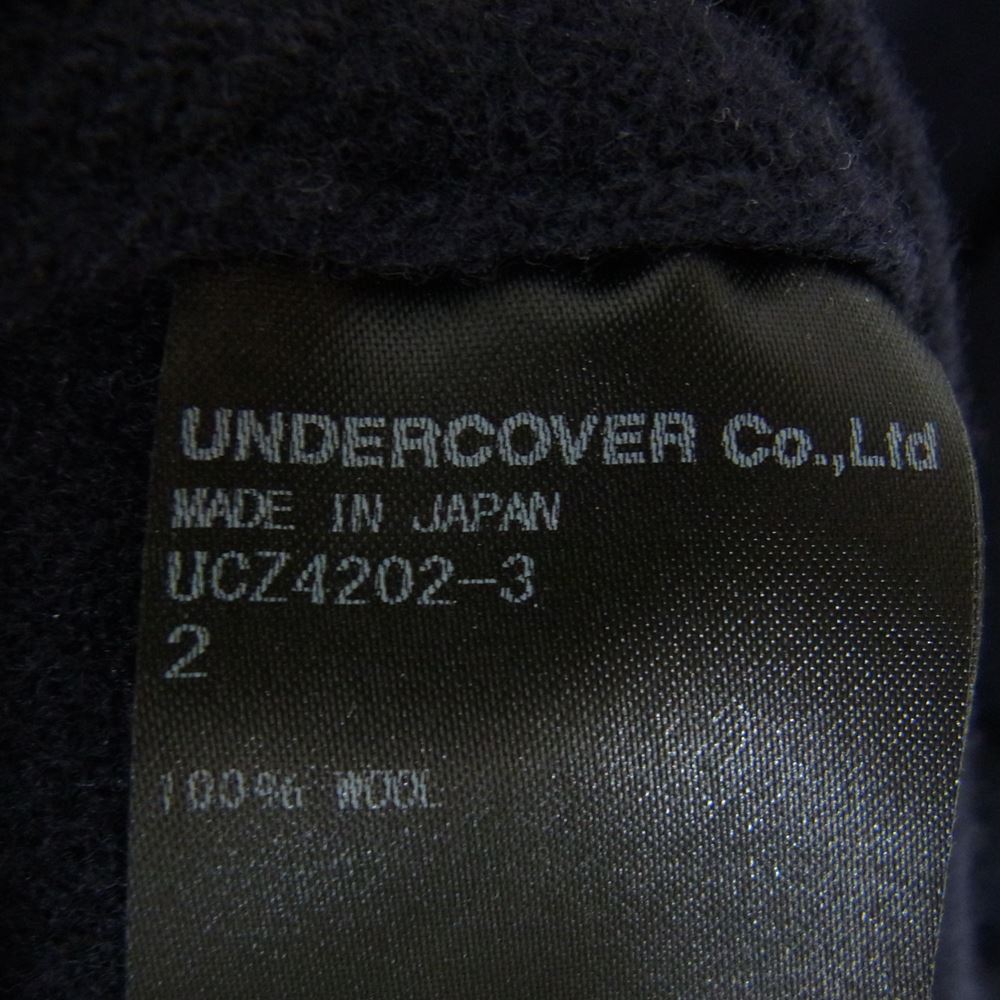 UNDERCOVER Co.,Ltd
MADE IN JAPAN
UCZ4202-3
2
100% WOOL